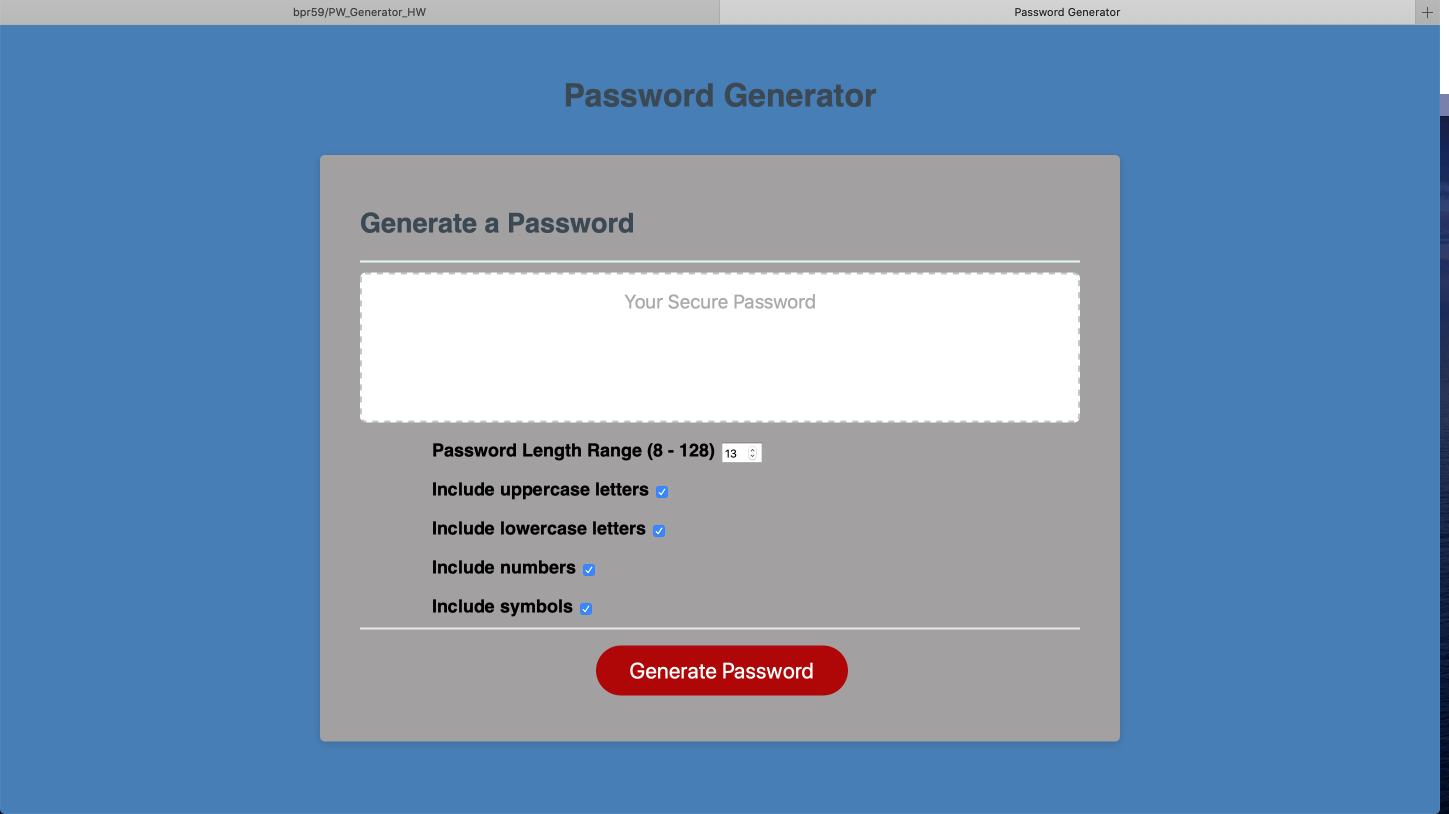 bpr59/PW_Generator_HW
Password Generator
Password Generator
Generate a Password
Your Secure Password
Password Length Range (8 - 128) 13
Include uppercase letters
Include lowercase letters
Include numbers
Include symbols
Generate Password